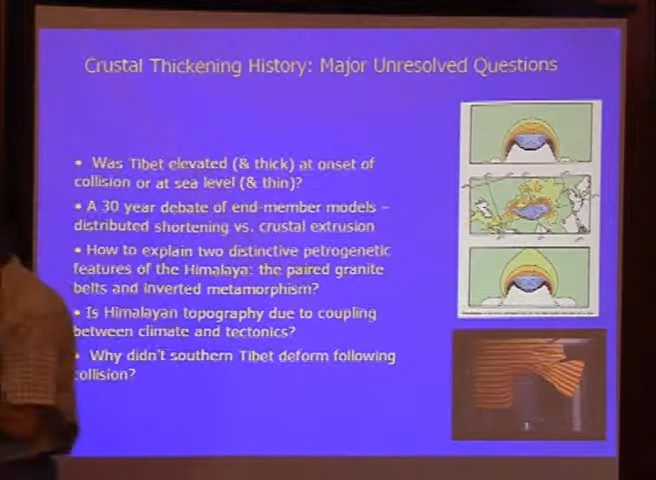 Crustal Thickening History: Major Unresolved Questions
• Was Tibet elevated (& thick) at onset of
collision or at sea level (& thin)?
• A 30 year debate of end-member models –
distributed shortening vs. crustal extrusion
• How to explain two distinctive petrogenetic
features of the Himalaya: the paired granite
belts and inverted metamorphism?
• Is Himalayan topography due to coupling
between climate and tectonics?
• Why didn't southern Tibet deform following
collision?